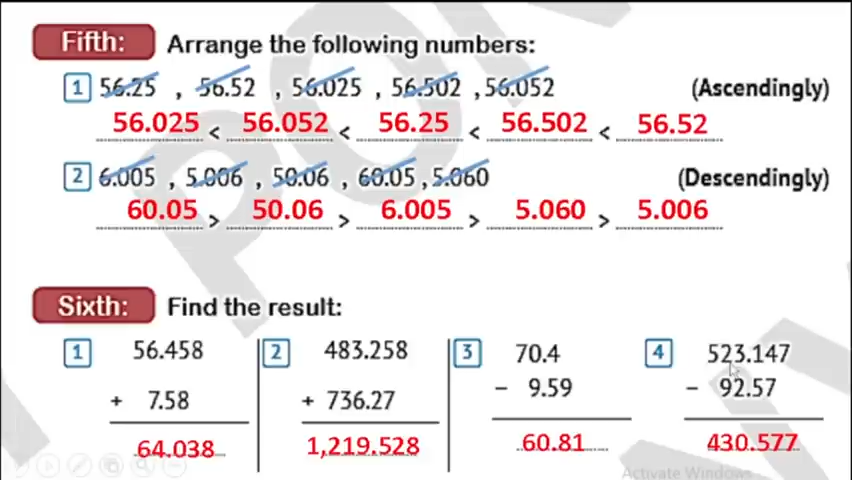 Fifth: Arrange the following numbers:
1 56.25 , 56.52 , 56.025 , 56.502 , 56.052 (Ascendingly)
56.025 < 56.052 < 56.25 < 56.502 < 56.52
2 6.005 , 5.006 , 50.06 , 60.05 , 5.060 (Descendingly)
60.05 > 50.06 > 6.005 > 5.060 > 5.006
Sixth: Find the result:
1 56.458 2 483.258 3 70.4 4 523.147
+ 7.58 + 736.27 − 9.59 − 92.57
64.038 1,219.528 60.81 430.577
Activate Windows